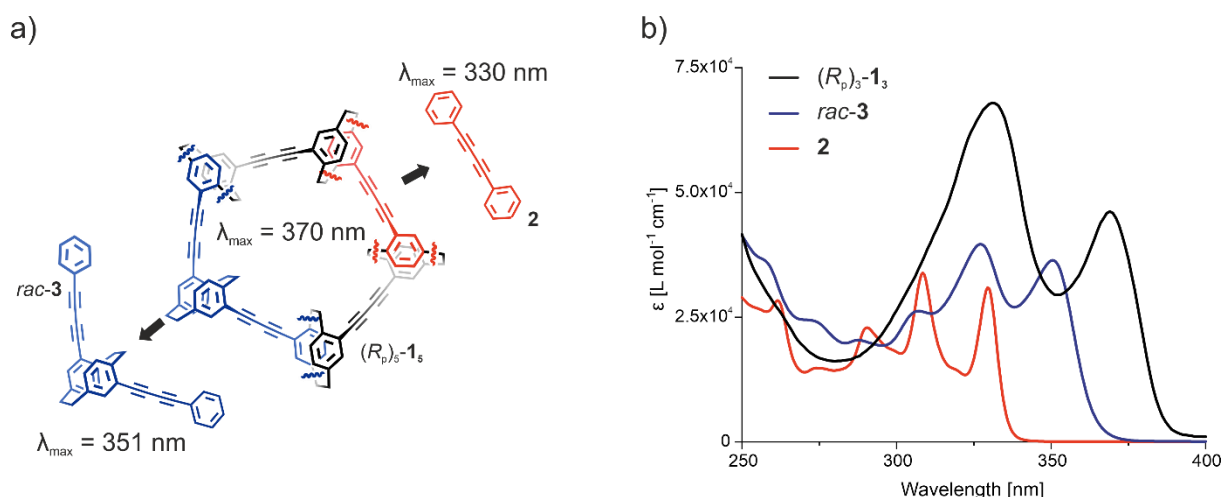 a)
λmax = 330 nm
2
λmax = 370 nm
rac-3
(Rp)5-15
λmax = 351 nm
b)
ε [L mol-1 cm-1]
7.5x10⁴
5.0x10⁴
2.5x10⁴
0
(Rp)3-13
rac-3
2
250 300 350 400
Wavelength [nm]